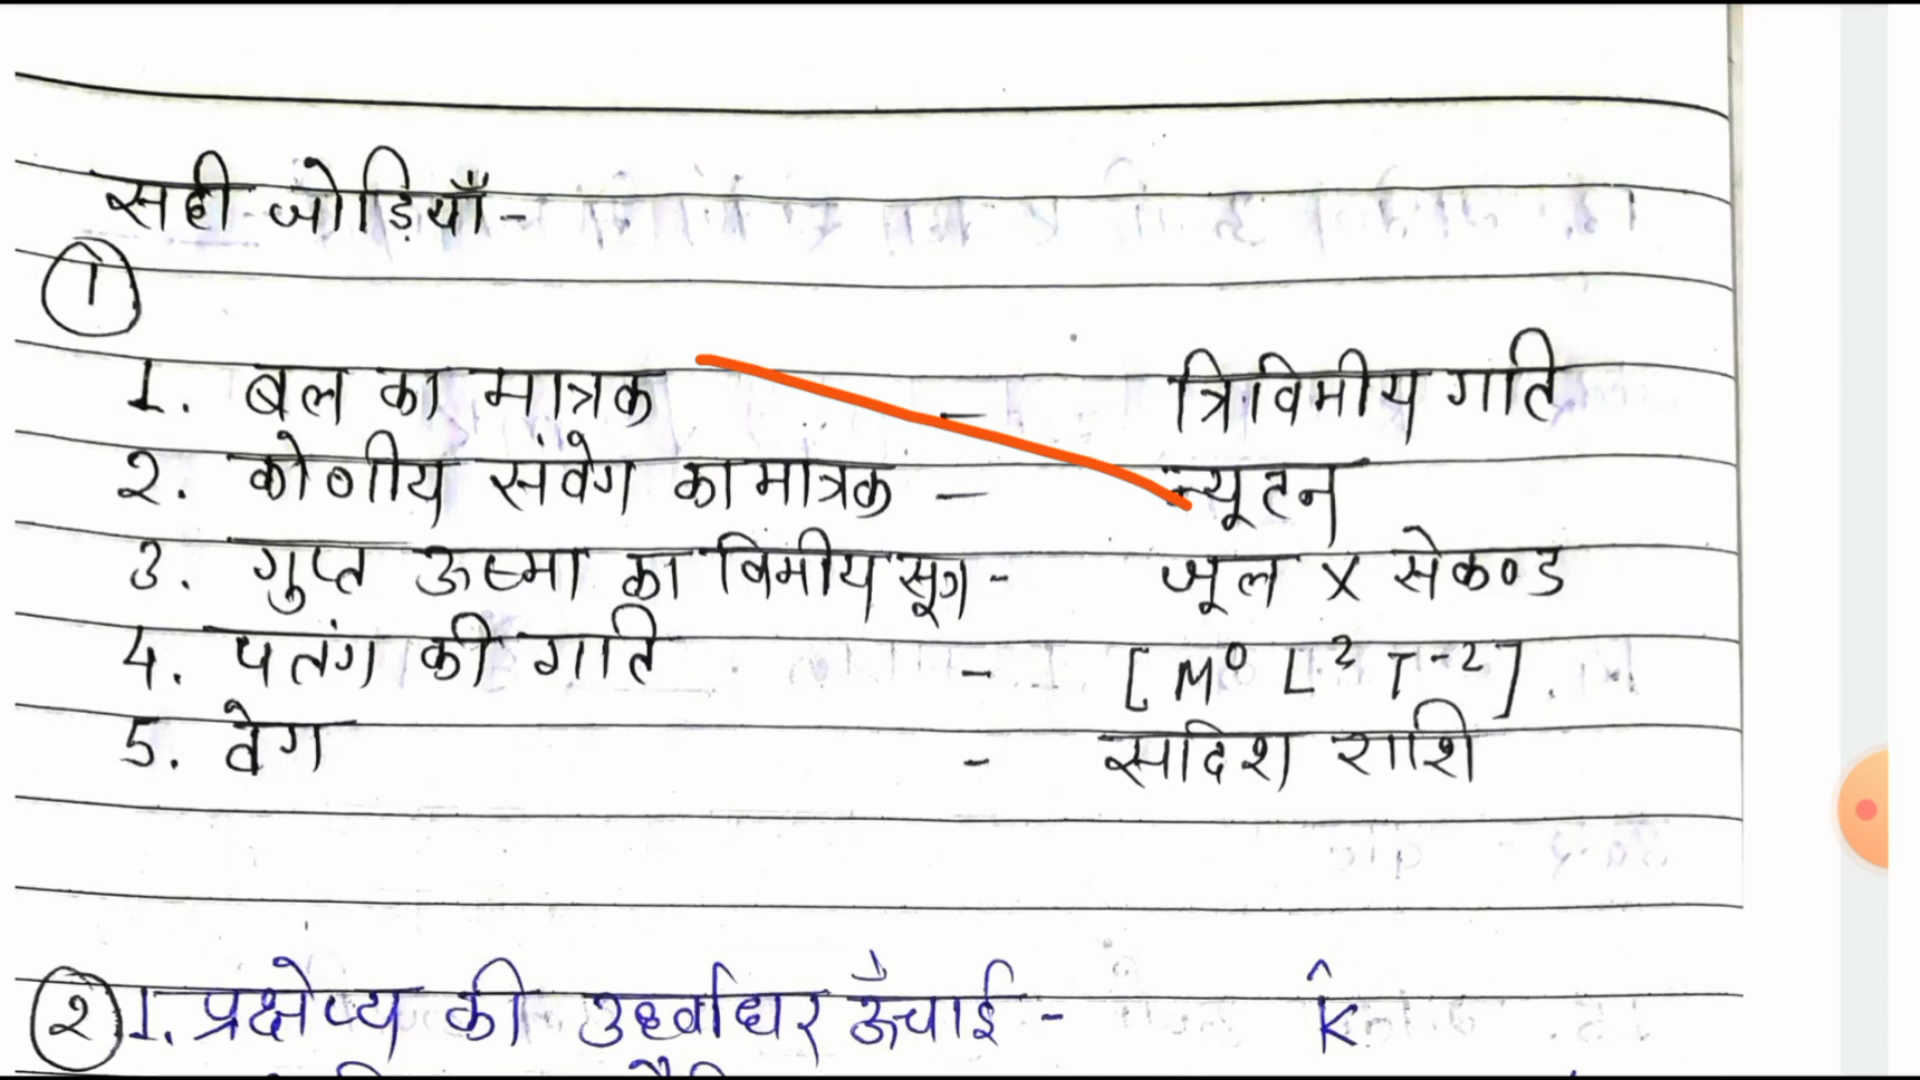 सही जोड़ियाँ -
①
1. बल का मात्रक - त्रिविमीय गति
2. कोणीय संवेग का मात्रक - न्यूटन
3. गुप्त ऊष्मा का विमीय सूत्र - जूल x सेकण्ड
4. पतंग की गति - [M⁰ L² T⁻²].
5. वेग - सदिश राशि
② 1. प्रक्षेप्य की उर्ध्वाधर ऊँचाई - k̂